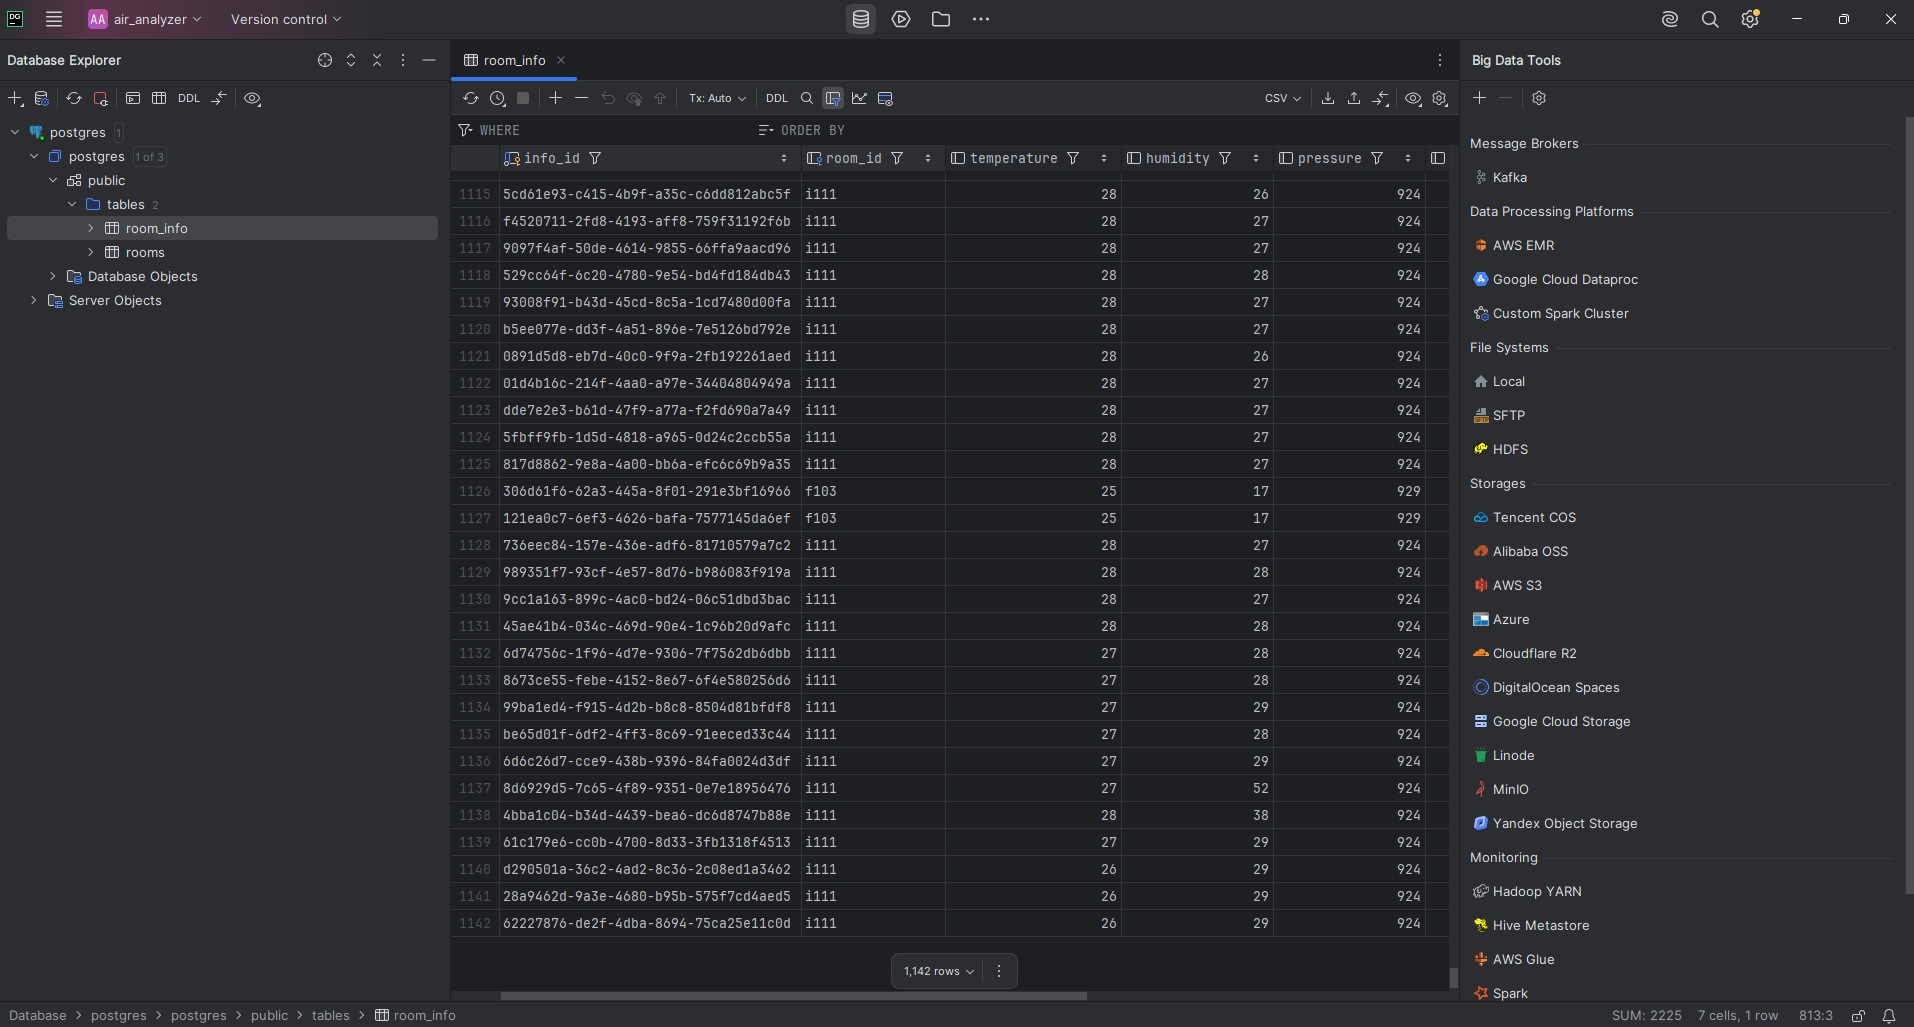 DG
AA air_analyzer
Version control
Database Explorer
room_info
Big Data Tools
DDL
Tx: Auto
DDL
CSV
postgres 1
postgres 1 of 3
public
tables 2
room_info
rooms
Database Objects
Server Objects
WHERE
ORDER BY
info_id room_id temperature humidity pressure
1115 5cd61e93-c415-4b9f-a35c-c6dd812abc5f i111 28 26 924
1116 f4520711-2fd8-4193-aff8-759f31192f6b i111 28 27 924
1117 9097f4af-50de-4614-9855-66ffa9aacd96 i111 28 27 924
1118 529cc64f-6c20-4780-9e54-bd4fd184db43 i111 28 28 924
1119 93008f91-b43d-45cd-8c5a-1cd7480d00fa i111 28 27 924
1120 b5ee077e-dd3f-4a51-896e-7e5126bd792e i111 28 27 924
1121 0891d5d8-eb7d-40c0-9f9a-2fb192261aed i111 28 26 924
1122 01d4b16c-214f-4aa0-a97e-34404804949a i111 28 27 924
1123 dde7e2e3-b61d-47f9-a77a-f2fd690a7a49 i111 28 27 924
1124 5fbff9fb-1d5d-4818-a965-0d24c2ccb55a i111 28 27 924
1125 817d8862-9e8a-4a00-bb6a-efc6c69b9a35 i111 28 27 924
1126 306d61f6-62a3-445a-8f01-291e3bf16966 f103 25 17 929
1127 121ea0c7-6ef3-4626-bafa-7577145da6ef f103 25 17 929
1128 736eec84-157e-436e-adf6-81710579a7c2 i111 28 27 924
1129 989351f7-93cf-4e57-8d76-b986083f919a i111 28 28 924
1130 9cc1a163-899c-4ac0-bd24-06c51dbd3bac i111 28 27 924
1131 45ae41b4-034c-469d-90e4-1c96b20d9afc i111 28 28 924
1132 6d74756c-1f96-4d7e-9306-7f7562db6dbb i111 27 28 924
1133 8673ce55-febe-4152-8e67-6f4e580256d6 i111 27 28 924
1134 99ba1ed4-f915-4d2b-b8c8-8504d81bfdf8 i111 27 29 924
1135 be65d01f-6df2-4ff3-8c69-91eeced33c44 i111 27 28 924
1136 6d6c26d7-cce9-438b-9396-84fa0024d3df i111 27 29 924
1137 8d6929d5-7c65-4f89-9351-0e7e18956476 i111 27 52 924
1138 4bba1c04-b34d-4439-bea6-dc6d8747b88e i111 28 38 924
1139 61c179e6-cc0b-4700-8d33-3fb1318f4513 i111 27 29 924
1140 d290501a-36c2-4ad2-8c36-2c08ed1a3462 i111 26 29 924
1141 28a9462d-9a3e-4680-b95b-575f7cd4aed5 i111 26 29 924
1142 62227876-de2f-4dba-8694-75ca25e11c0d i111 26 29 924
1,142 rows
Message Brokers
Kafka
Data Processing Platforms
AWS EMR
Google Cloud Dataproc
Custom Spark Cluster
File Systems
Local
SFTP
HDFS
Storages
Tencent COS
Alibaba OSS
AWS S3
Azure
Cloudflare R2
DigitalOcean Spaces
Google Cloud Storage
Linode
MinIO
Yandex Object Storage
Monitoring
Hadoop YARN
Hive Metastore
AWS Glue
Spark
Database > postgres > postgres > public > tables > room_info
SUM: 2225 7 cells, 1 row 813:3